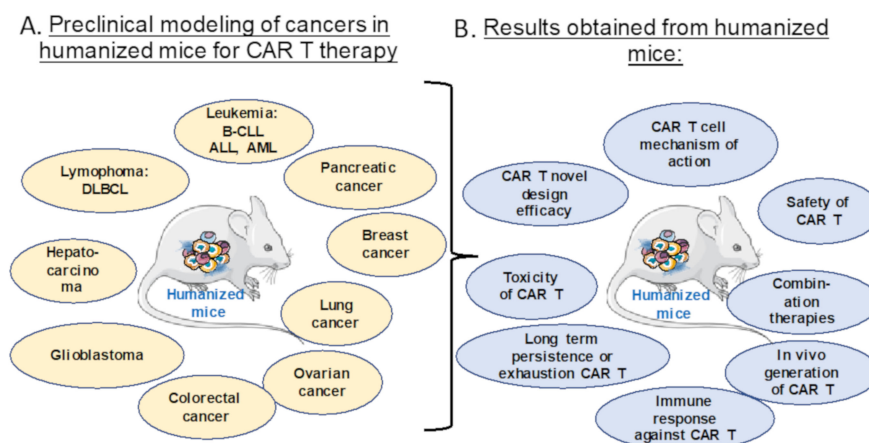 A. Preclinical modeling of cancers in
humanized mice for CAR T therapy
Leukemia:
B-CLL
ALL, AML
Lymophoma:
DLBCL
Pancreatic
cancer
Breast
cancer
Hepato-
carcino
ma
Humanized
mice
Lung
cancer
Glioblastoma
Ovarian
cancer
Colorectal
cancer
B. Results obtained from humanized
mice:
CAR T cell
mechanism of
action
CAR T novel
design
efficacy
Safety of
CAR T
Toxicity
of CAR T
Humanized
mice
Combin-
ation
therapies
Long term
persistence or
exhaustion CAR T
In vivo
generation
of CAR T
Immune
response
against CAR T